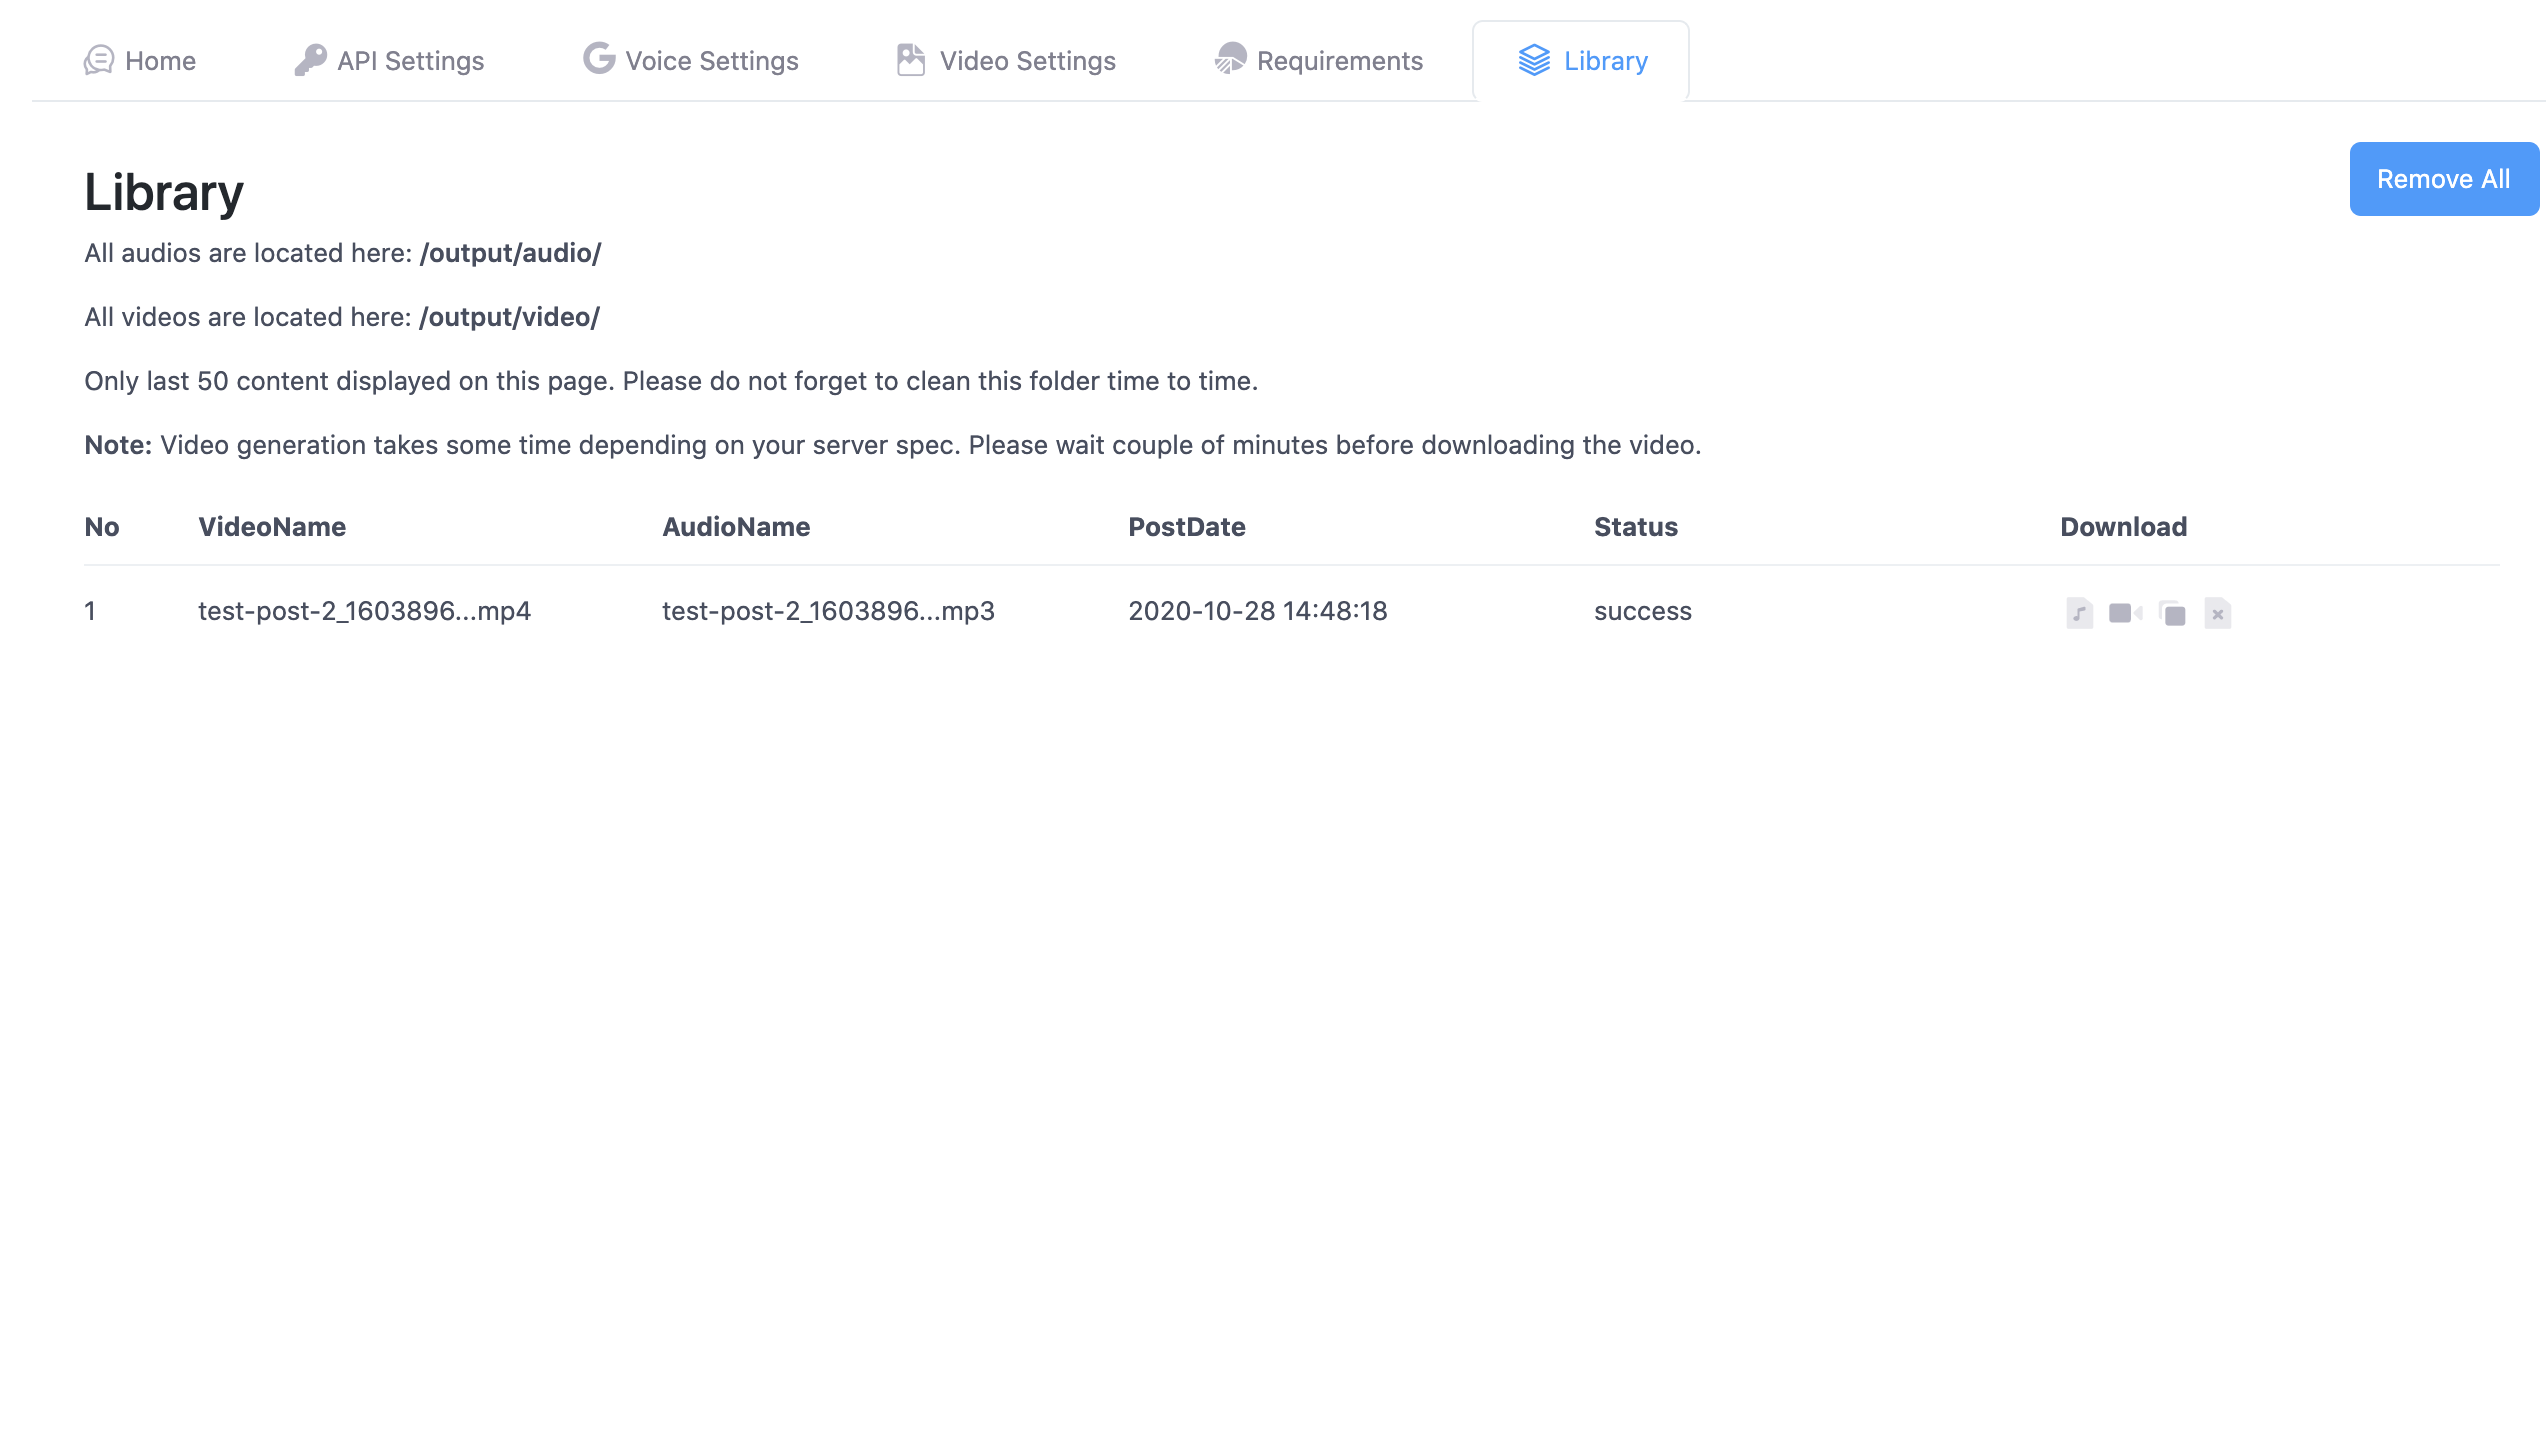 Home API Settings Voice Settings Video Settings Requirements Library
Library
Remove All
All audios are located here: /output/audio/
All videos are located here: /output/video/
Only last 50 content displayed on this page. Please do not forget to clean this folder time to time.
Note: Video generation takes some time depending on your server spec. Please wait couple of minutes before downloading the video.
No VideoName AudioName PostDate Status Download
1 test-post-2_1603896...mp4 test-post-2_1603896...mp3 2020-10-28 14:48:18 success